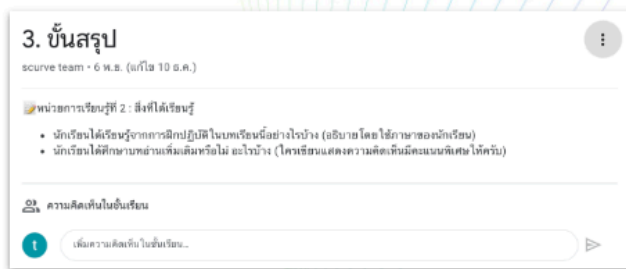 3. ขั้นสรุป
scurve team • 6 พ.ย. (แก้ไข 10 ธ.ค.)
📝หน่วยการเรียนรู้ที่ 2 : สิ่งที่ได้เรียนรู้
• นักเรียนได้เรียนรู้จากการฝึกปฏิบัติในบทเรียนนี้อย่างไรบ้าง (อธิบายโดยใช้ภาษาของนักเรียน)
• นักเรียนได้ศึกษาบทอ่านเพิ่มเติมหรือไม่ อะไรบ้าง (ใครเขียนแสดงความคิดเห็นมีคะแนนพิเศษให้ครับ)
ความคิดเห็นในชั้นเรียน
t
เพิ่มความคิดเห็นในชั้นเรียน...